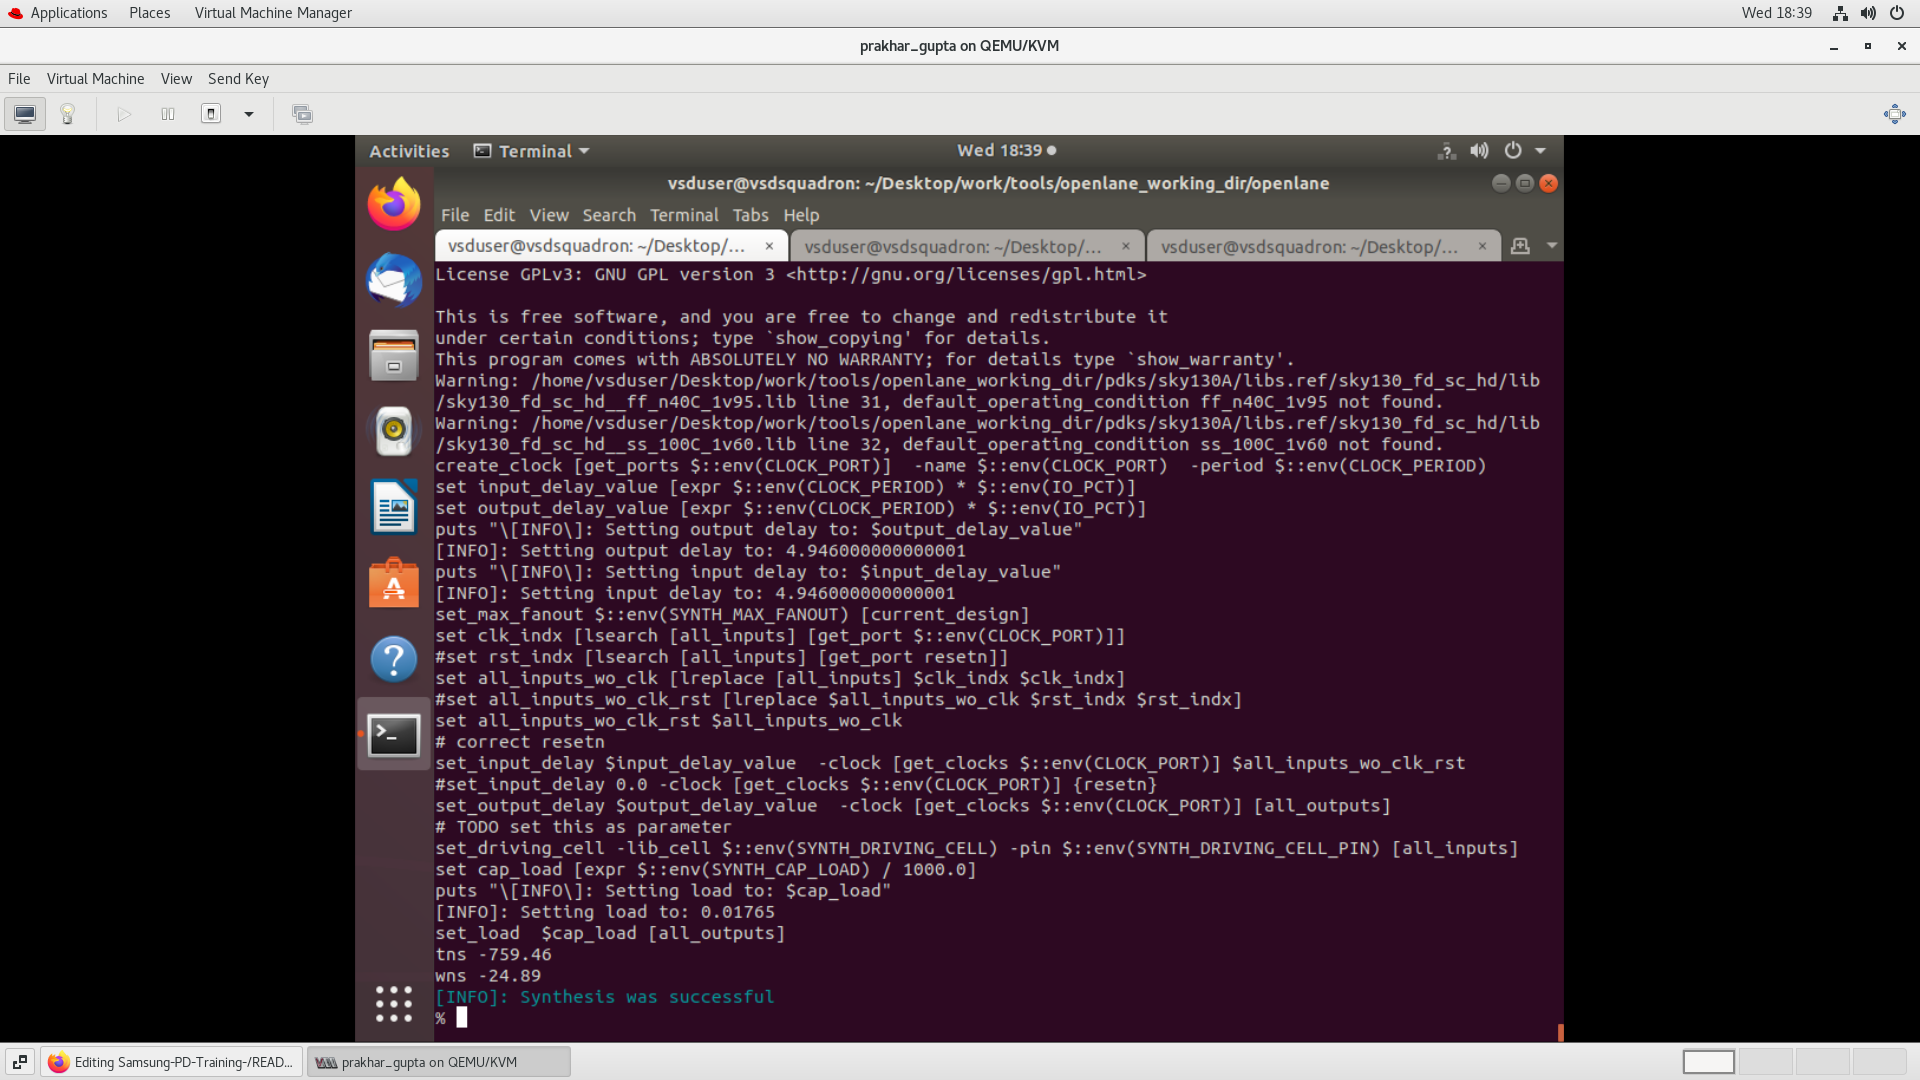 Applications Places Virtual Machine Manager Wed 18:39
prakhar_gupta on QEMU/KVM
File Virtual Machine View Send Key
Activities Terminal Wed 18:39
vsduser@vsdsquadron: ~/Desktop/work/tools/openlane_working_dir/openlane
File Edit View Search Terminal Tabs Help
vsduser@vsdsquadron: ~/Desktop/... × vsduser@vsdsquadron: ~/Desktop/... × vsduser@vsdsquadron: ~/Desktop/... ×
License GPLv3: GNU GPL version 3 <http://gnu.org/licenses/gpl.html>
This is free software, and you are free to change and redistribute it
under certain conditions; type `show_copying' for details.
This program comes with ABSOLUTELY NO WARRANTY; for details type `show_warranty'.
Warning: /home/vsduser/Desktop/work/tools/openlane_working_dir/pdks/sky130A/libs.ref/sky130_fd_sc_hd/lib
/sky130_fd_sc_hd__ff_n40C_1v95.lib line 31, default_operating_condition ff_n40C_1v95 not found.
Warning: /home/vsduser/Desktop/work/tools/openlane_working_dir/pdks/sky130A/libs.ref/sky130_fd_sc_hd/lib
/sky130_fd_sc_hd__ss_100C_1v60.lib line 32, default_operating_condition ss_100C_1v60 not found.
create_clock [get_ports $::env(CLOCK_PORT)]  -name $::env(CLOCK_PORT)  -period $::env(CLOCK_PERIOD)
set input_delay_value [expr $::env(CLOCK_PERIOD) * $::env(IO_PCT)]
set output_delay_value [expr $::env(CLOCK_PERIOD) * $::env(IO_PCT)]
puts "\[INFO\]: Setting output delay to: $output_delay_value"
[INFO]: Setting output delay to: 4.946000000000001
puts "\[INFO\]: Setting input delay to: $input_delay_value"
[INFO]: Setting input delay to: 4.946000000000001
set_max_fanout $::env(SYNTH_MAX_FANOUT) [current_design]
set clk_indx [lsearch [all_inputs] [get_port $::env(CLOCK_PORT)]]
#set rst_indx [lsearch [all_inputs] [get_port resetn]]
set all_inputs_wo_clk [lreplace [all_inputs] $clk_indx $clk_indx]
#set all_inputs_wo_clk_rst [lreplace $all_inputs_wo_clk $rst_indx $rst_indx]
set all_inputs_wo_clk_rst $all_inputs_wo_clk
# correct resetn
set_input_delay $input_delay_value  -clock [get_clocks $::env(CLOCK_PORT)] $all_inputs_wo_clk_rst
#set_input_delay 0.0 -clock [get_clocks $::env(CLOCK_PORT)] {resetn}
set_output_delay $output_delay_value  -clock [get_clocks $::env(CLOCK_PORT)] [all_outputs]
# TODO set this as parameter
set_driving_cell -lib_cell $::env(SYNTH_DRIVING_CELL) -pin $::env(SYNTH_DRIVING_CELL_PIN) [all_inputs]
set cap_load [expr $::env(SYNTH_CAP_LOAD) / 1000.0]
puts "\[INFO\]: Setting load to: $cap_load"
[INFO]: Setting load to: 0.01765
set_load  $cap_load [all_outputs]
tns -759.46
wns -24.89
[INFO]: Synthesis was successful
%
Editing Samsung-PD-Training-/READ... prakhar_gupta on QEMU/KVM